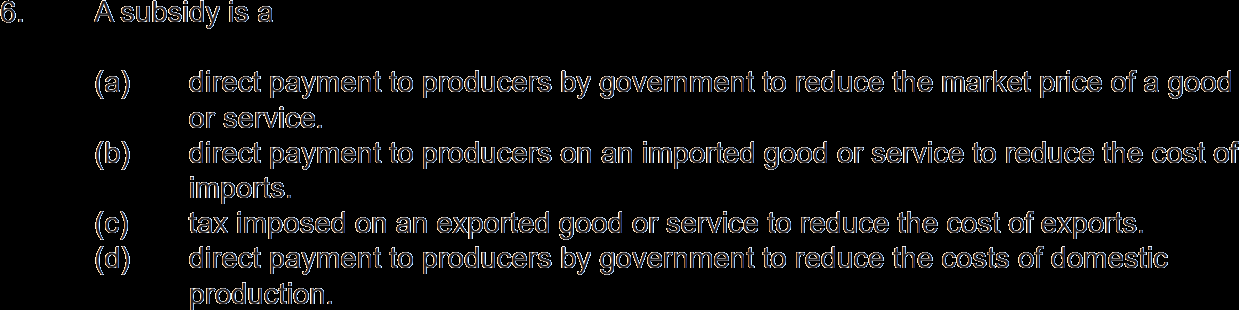 6. A subsidy is a
(a) direct payment to producers by government to reduce the market price of a good
or service.
(b) direct payment to producers on an imported good or service to reduce the cost of
imports.
(c) tax imposed on an exported good or service to reduce the cost of exports.
(d) direct payment to producers by government to reduce the costs of domestic
production.